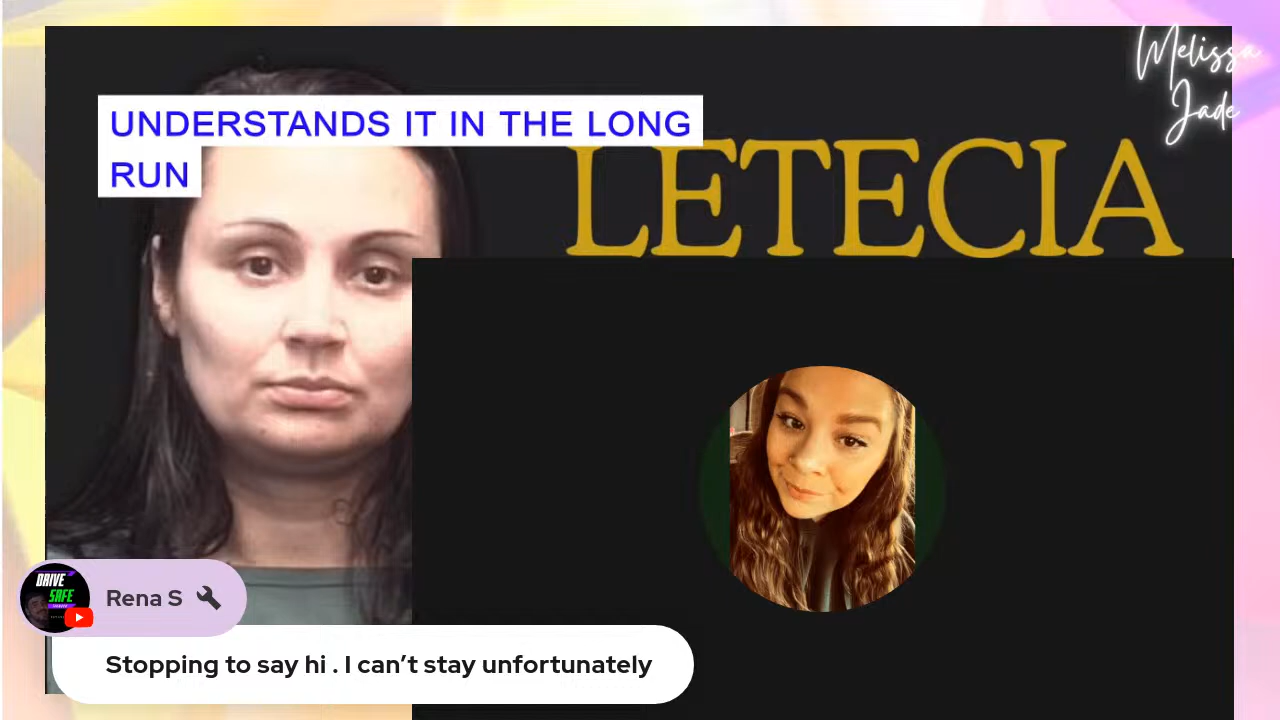 Melissa
Jade
UNDERSTANDS IT IN THE LONG
RUN
LETECIA
DRIVE
SAFE
Rena S
Stopping to say hi . I can’t stay unfortunately